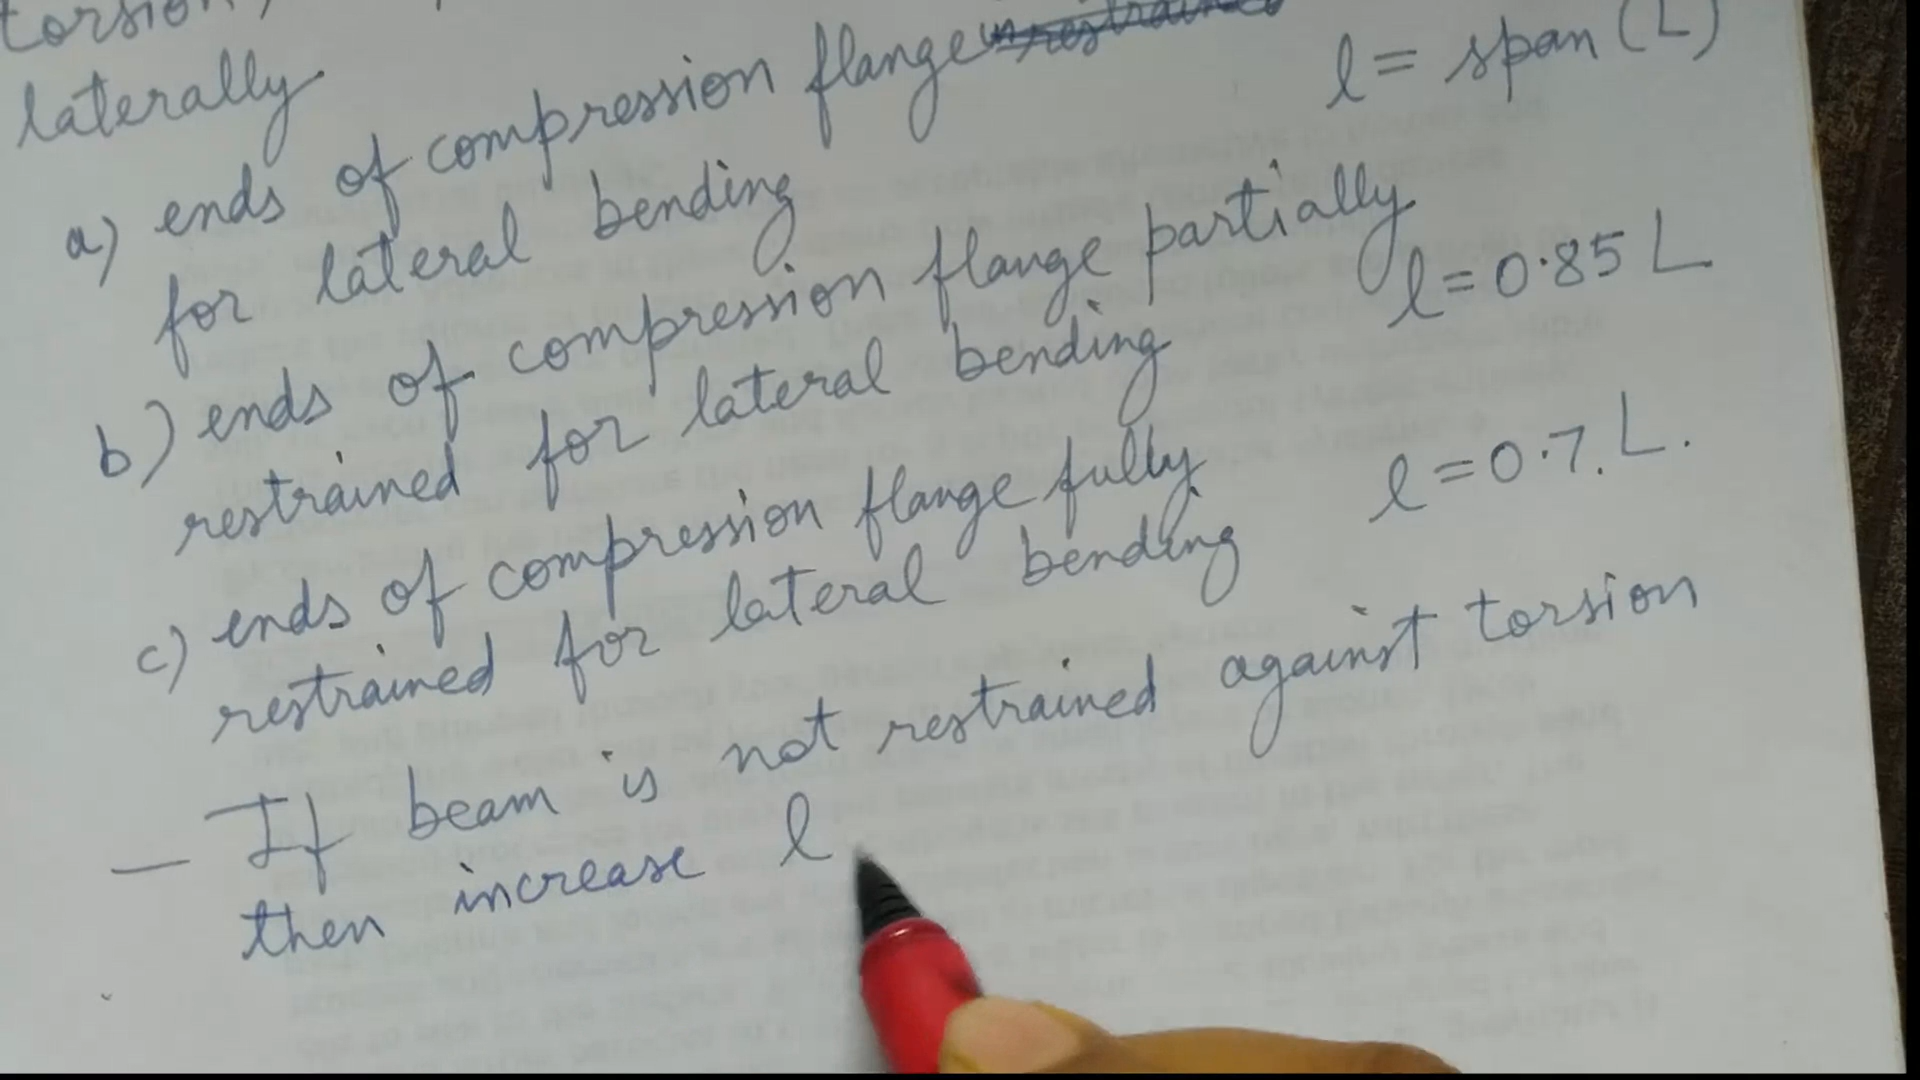 torsion,
laterally.
a) ends of compression flange l = span (L)
for lateral bending
b) ends of compression flange partially
restrained for lateral bending l = 0.85 L
c) ends of compression flange fully
restrained for lateral bending l = 0.7. L.
— If beam is not restrained against torsion
then increase l